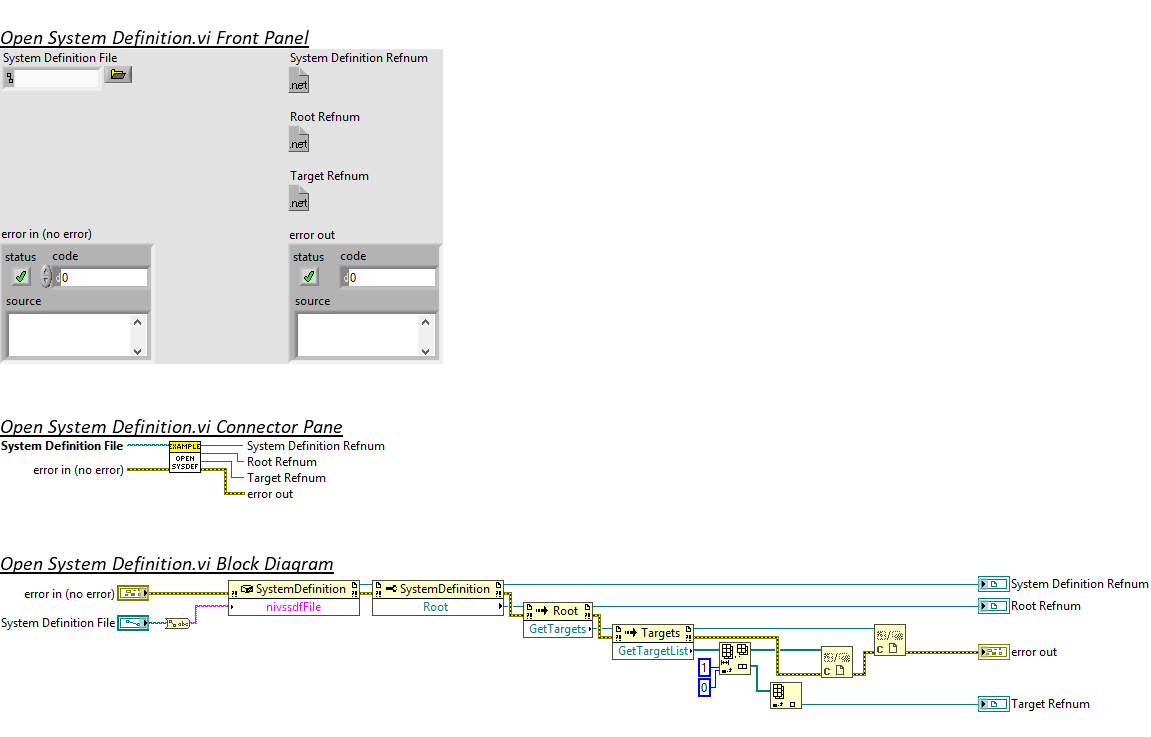 Open System Definition.vi Front Panel
System Definition File
System Definition Refnum
.net
Root Refnum
.net
Target Refnum
.net
error in (no error)
error out
status code
d 0
status code
d 0
source
source
Open System Definition.vi Connector Pane
System Definition File
EXAMPLE
OPEN
SYSDEF
System Definition Refnum
Root Refnum
error in (no error)
Target Refnum
error out
Open System Definition.vi Block Diagram
error in (no error)
SystemDefinition
nivssdfFile
SystemDefinition
Root
System Definition Refnum
System Definition File
abc
Root
GetTargets
Root Refnum
Targets
GetTargetList
1
0
C
C
error out
Target Refnum